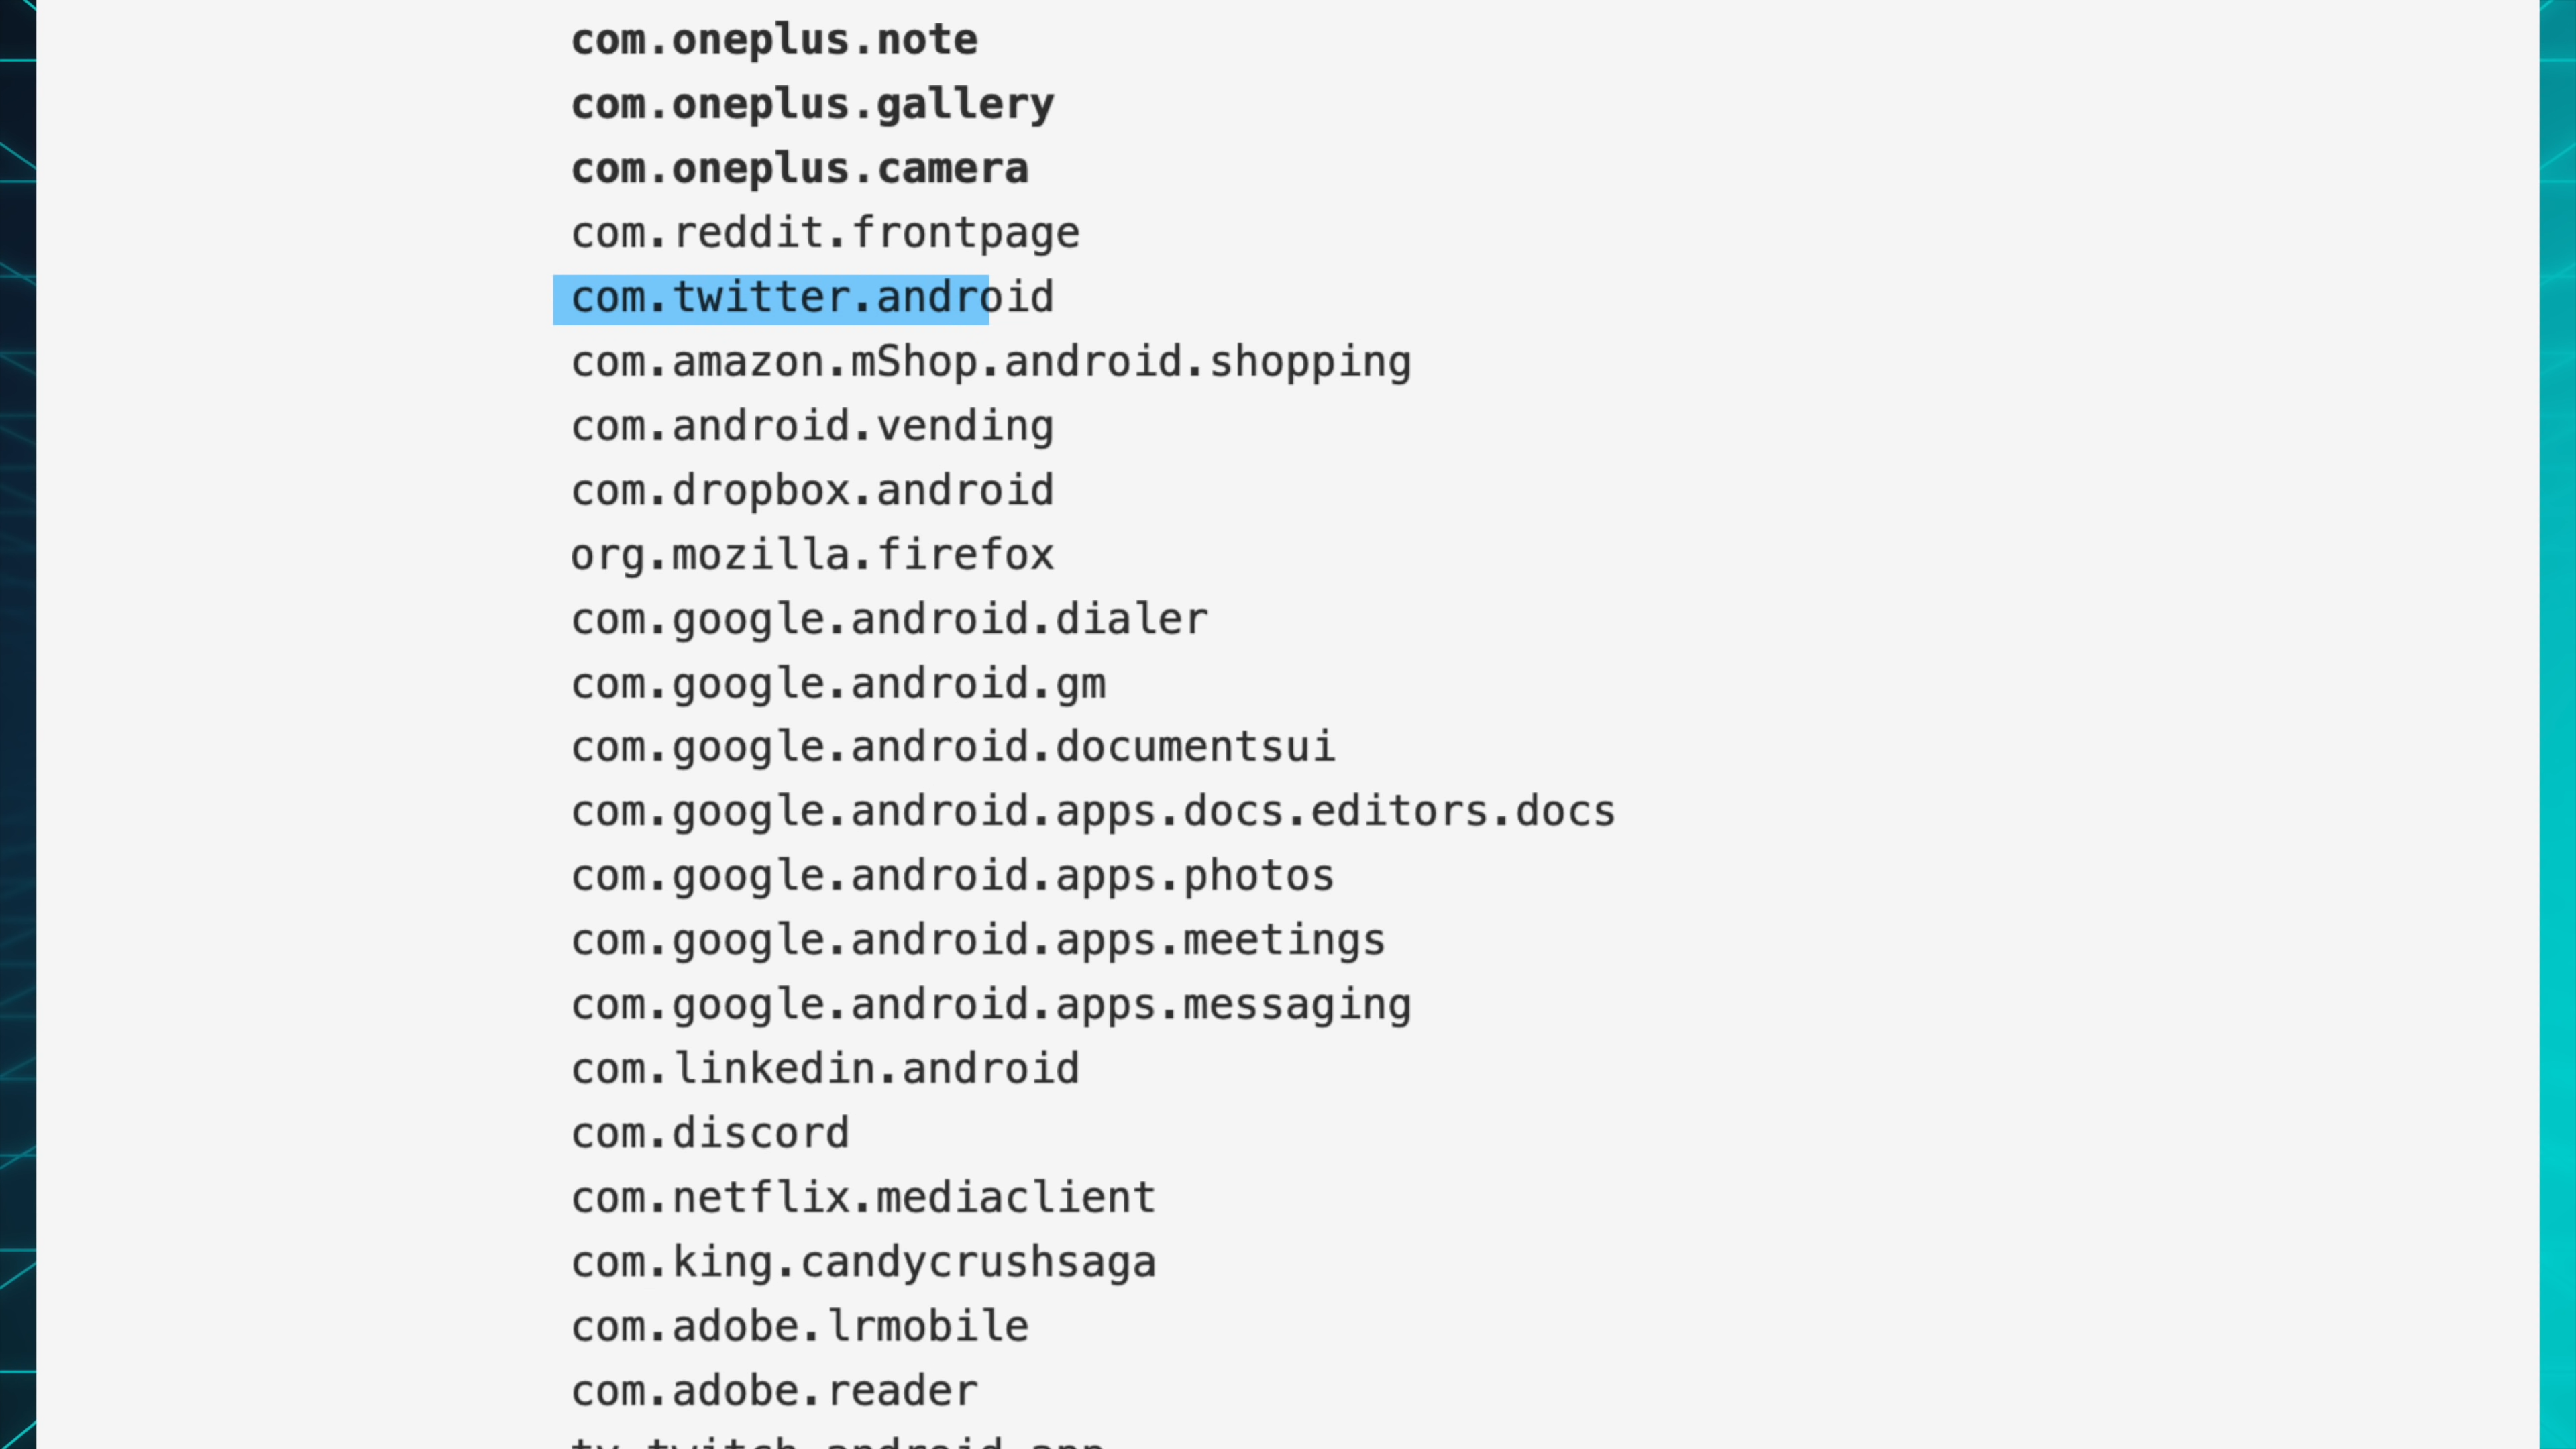 com.oneplus.note
com.oneplus.gallery
com.oneplus.camera
com.reddit.frontpage
com.twitter.android
com.amazon.mShop.android.shopping
com.android.vending
com.dropbox.android
org.mozilla.firefox
com.google.android.dialer
com.google.android.gm
com.google.android.documentsui
com.google.android.apps.docs.editors.docs
com.google.android.apps.photos
com.google.android.apps.meetings
com.google.android.apps.messaging
com.linkedin.android
com.discord
com.netflix.mediaclient
com.king.candycrushsaga
com.adobe.lrmobile
com.adobe.reader
tv.twitch.android.app